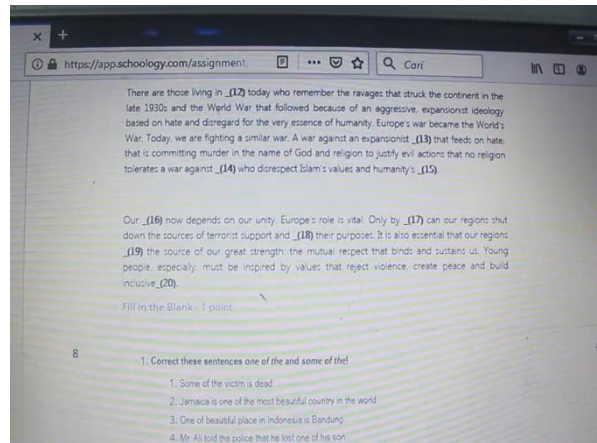 × +
https://app.schoology.com/assignment
Cari
There are those living in _(12) today who remember the ravages that struck the continent in the
late 1930s and the World War that followed because of an aggressive, expansionist ideology
based on hate and disregard for the very essence of humanity. Europe's war became the World's
War. Today, we are fighting a similar war. A war against an expansionist _(13) that feeds on hate,
that is committing murder in the name of God and religion to justify evil actions that no religion
tolerates a war against _(14) who disrespect Islam's values and humanity's _(15)
Our _(16) now depends on our unity. Europe's role is vital. Only by _(17) can our regions shut
down the sources of terrorist support and _(18) their purposes. It is also essential that our regions
_(19) the source of our great strength: the mutual respect that binds and sustains us. Young
people, especially, must be inspired by values that reject violence, create peace and build
inclusive_(20).
Fill in the Blank - 1 point
8
1. Correct these sentences one of the and some of the!
1. Some of the victim is dead
2. Jamaica is one of the most beautiful country in the world
3. One of beautiful place in Indonesia is Bandung
4. Mr. Ali told the police that he lost one of his son